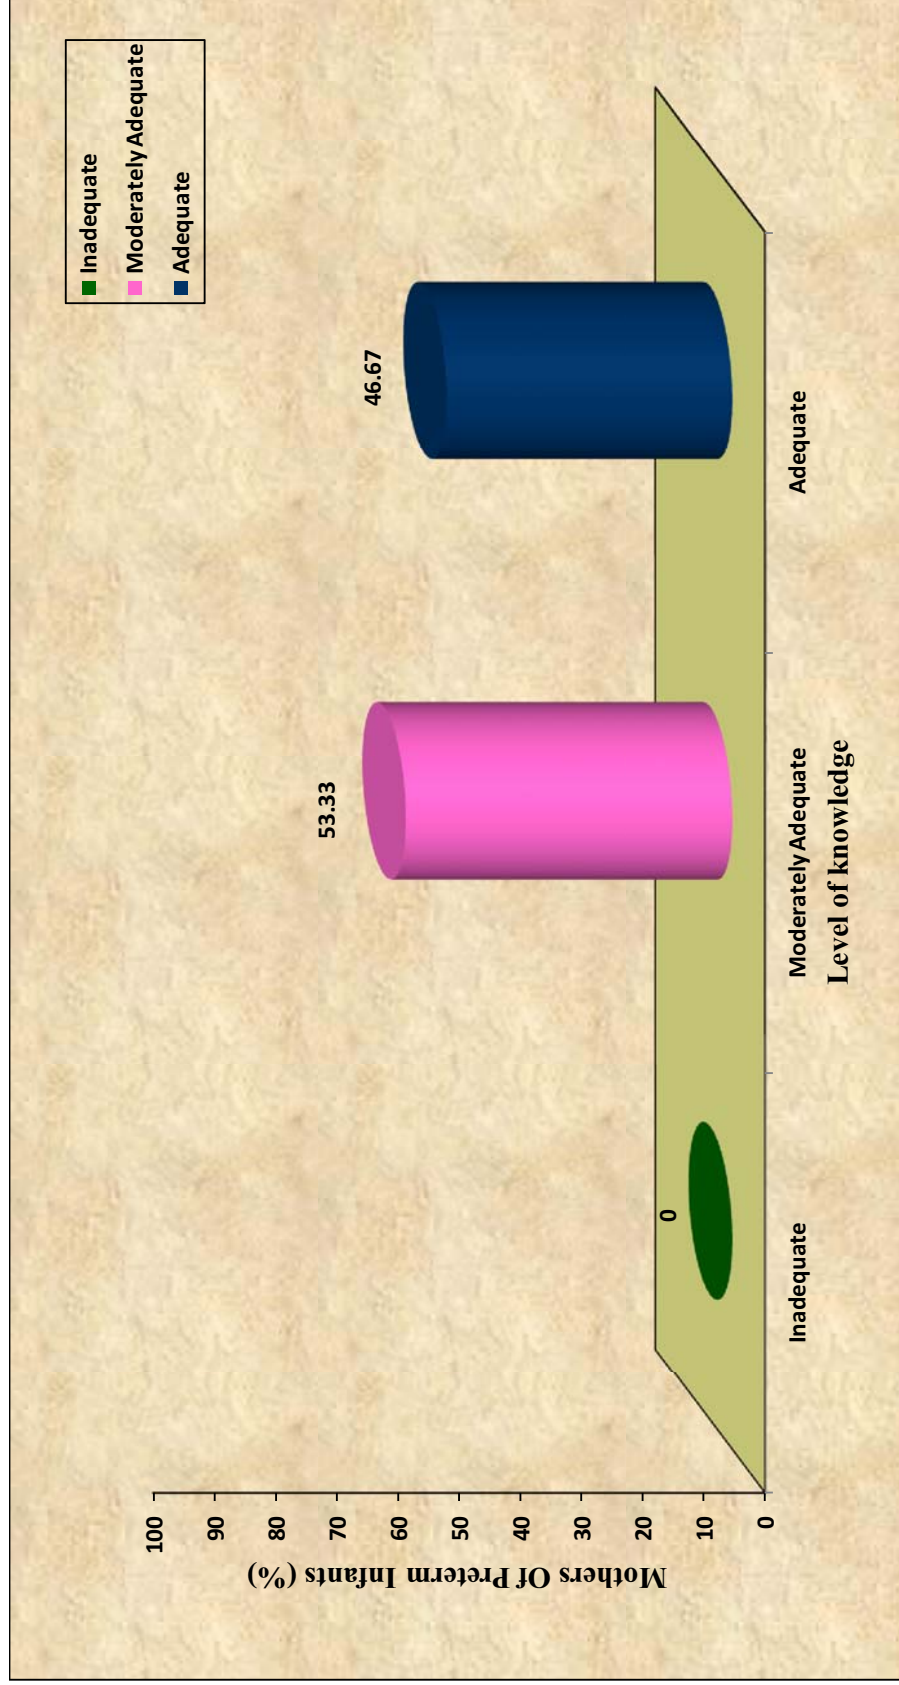 Inadequate
Moderately Adequate
Adequate
Mothers Of Preterm Infants (%)
100
90
80
70
60
50
40
30
20
10
0
0
53.33
46.67
Inadequate
Moderately Adequate
Adequate
Level of knowledge